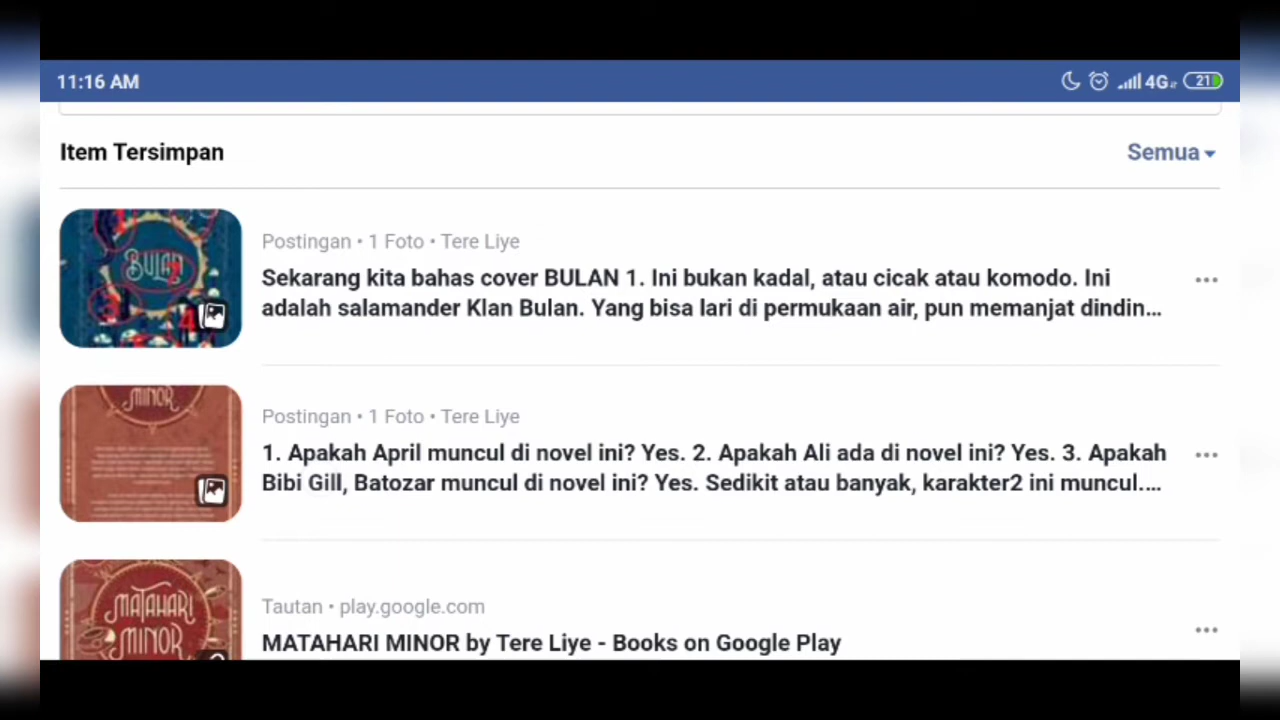 11:16 AM
4G
21
Item Tersimpan
Semua
BULAN
Postingan • 1 Foto • Tere Liye
Sekarang kita bahas cover BULAN 1. Ini bukan kadal, atau cicak atau komodo. Ini
adalah salamander Klan Bulan. Yang bisa lari di permukaan air, pun memanjat dindin...
MINOR
Postingan • 1 Foto • Tere Liye
1. Apakah April muncul di novel ini? Yes. 2. Apakah Ali ada di novel ini? Yes. 3. Apakah
Bibi Gill, Batozar muncul di novel ini? Yes. Sedikit atau banyak, karakter2 ini muncul....
MATAHARI
MINOR
Tautan • play.google.com
MATAHARI MINOR by Tere Liye - Books on Google Play